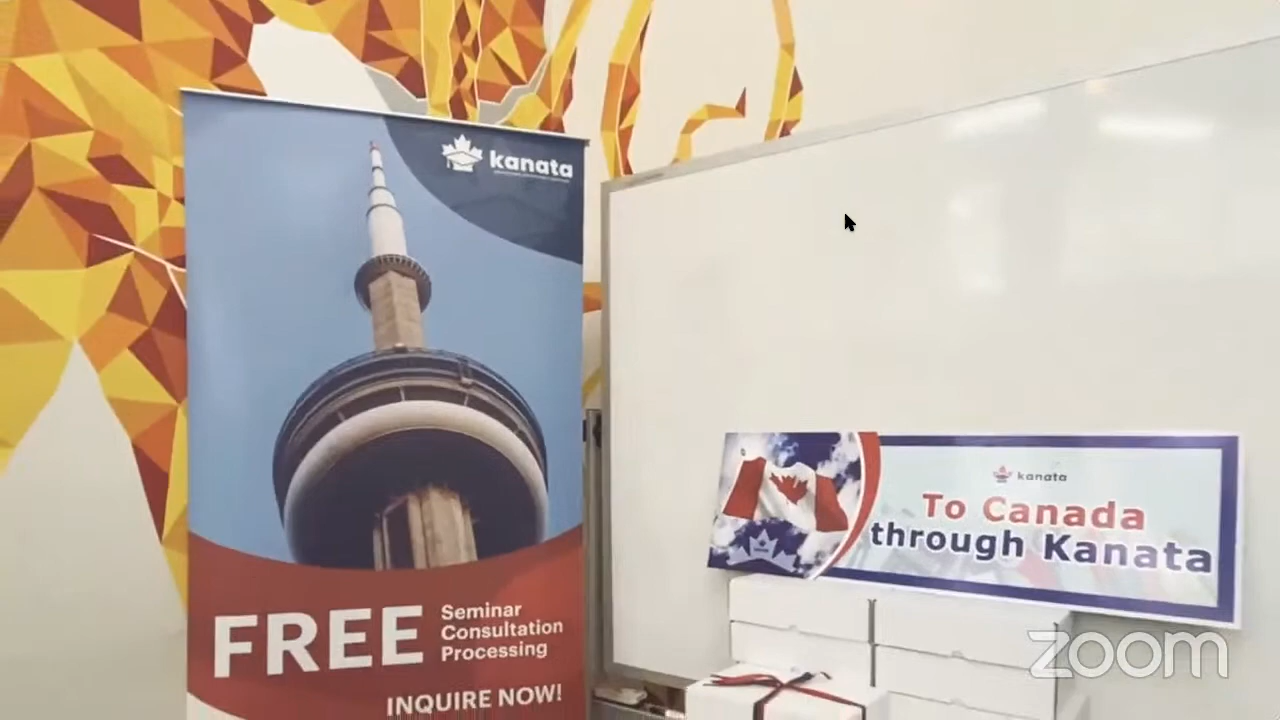 kanata
FREE
Seminar
Consultation
Processing
INQUIRE NOW!
kanata
To Canada
through Kanata
zoom